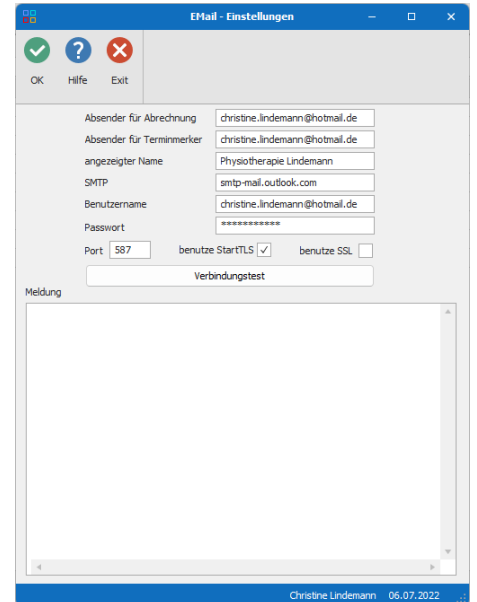 EMail - Einstellungen
OK Hilfe Exit
Absender für Abrechnung christine.lindemann@hotmail.de
Absender für Terminmerker christine.lindemann@hotmail.de
angezeigter Name Physiotherapie Lindemann
SMTP smtp-mail.outlook.com
Benutzername christine.lindemann@hotmail.de
Passwort ***********
Port 587 benutze StartTLS benutze SSL
Verbindungstest
Meldung
Christine Lindemann 06.07.2022